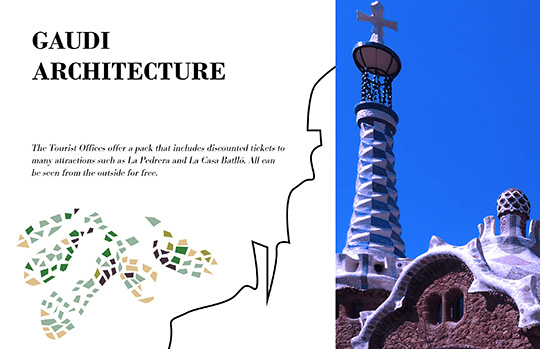 GAUDI
ARCHITECTURE
The Tourist Offices offer a pack that includes discounted tickets to
many attractions such as La Pedrera and La Casa Batlló. All can
be seen from the outside for free.